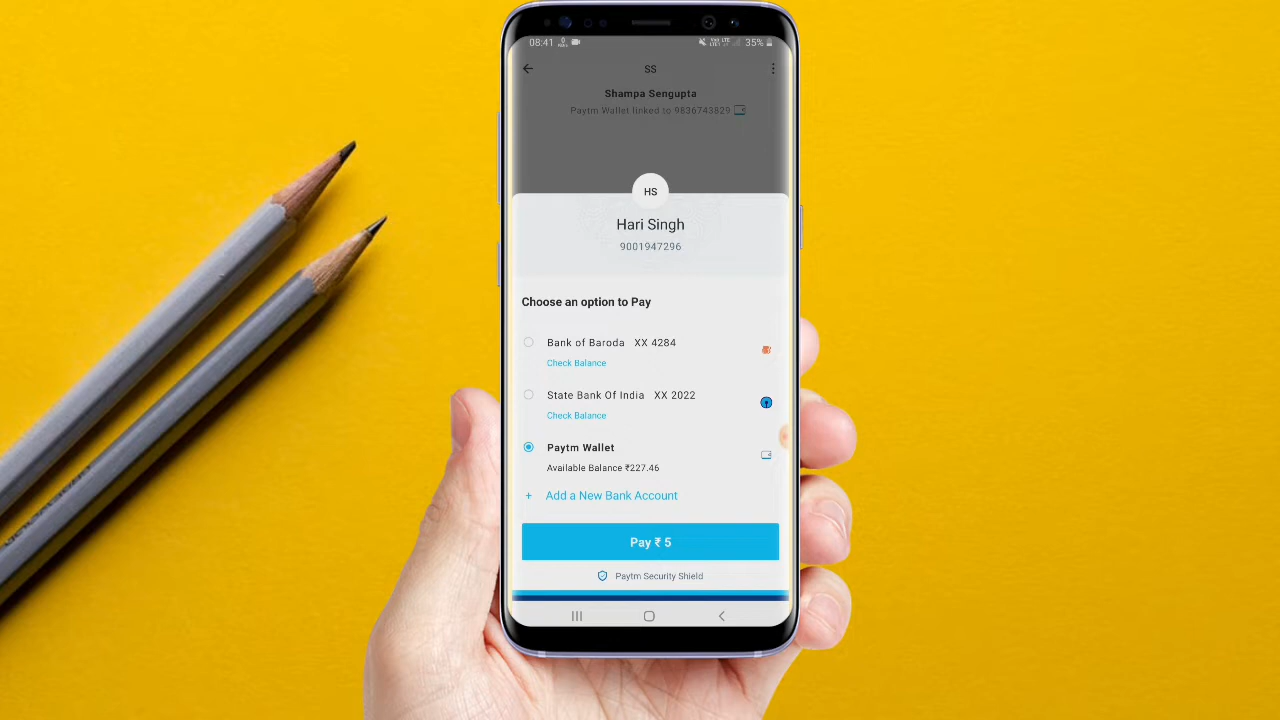 08:41
35%
SS
Shampa Sengupta
Paytm Wallet linked to 9836743829
HS
Hari Singh
9001947296
Choose an option to Pay
Bank of Baroda XX 4284
Check Balance
State Bank Of India XX 2022
Check Balance
Paytm Wallet
Available Balance ₹227.46
+ Add a New Bank Account
Pay ₹ 5
Paytm Security Shield